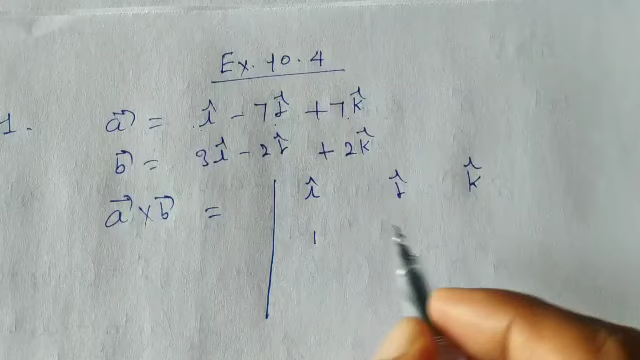 Ex. 10.4
1. a⃗ = î - 7ĵ + 7k̂
b⃗ = 3î - 2ĵ + 2k̂
a⃗ × b⃗ = | î ĵ k̂
1